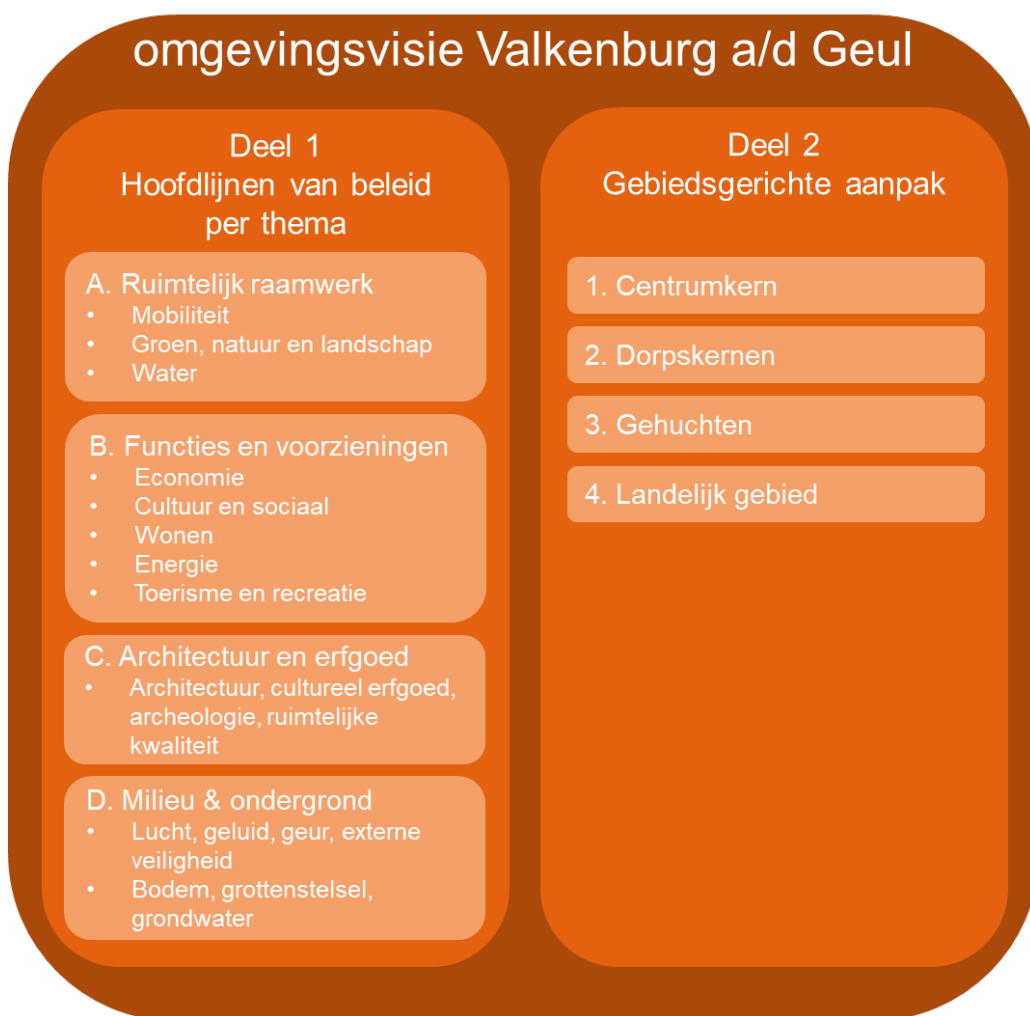 omgevingsvisie Valkenburg a/d Geul
Deel 1
Hoofdlijnen van beleid
per thema
A. Ruimtelijk raamwerk
• Mobiliteit
• Groen, natuur en landschap
• Water
B. Functies en voorzieningen
• Economie
• Cultuur en sociaal
• Wonen
• Energie
• Toerisme en recreatie
C. Architectuur en erfgoed
• Architectuur, cultureel erfgoed,
archeologie, ruimtelijke
kwaliteit
D. Milieu & ondergrond
• Lucht, geluid, geur, externe
veiligheid
• Bodem, grottenstelsel,
grondwater
Deel 2
Gebiedsgerichte aanpak
1. Centrumkern
2. Dorpskernen
3. Gehuchten
4. Landelijk gebied